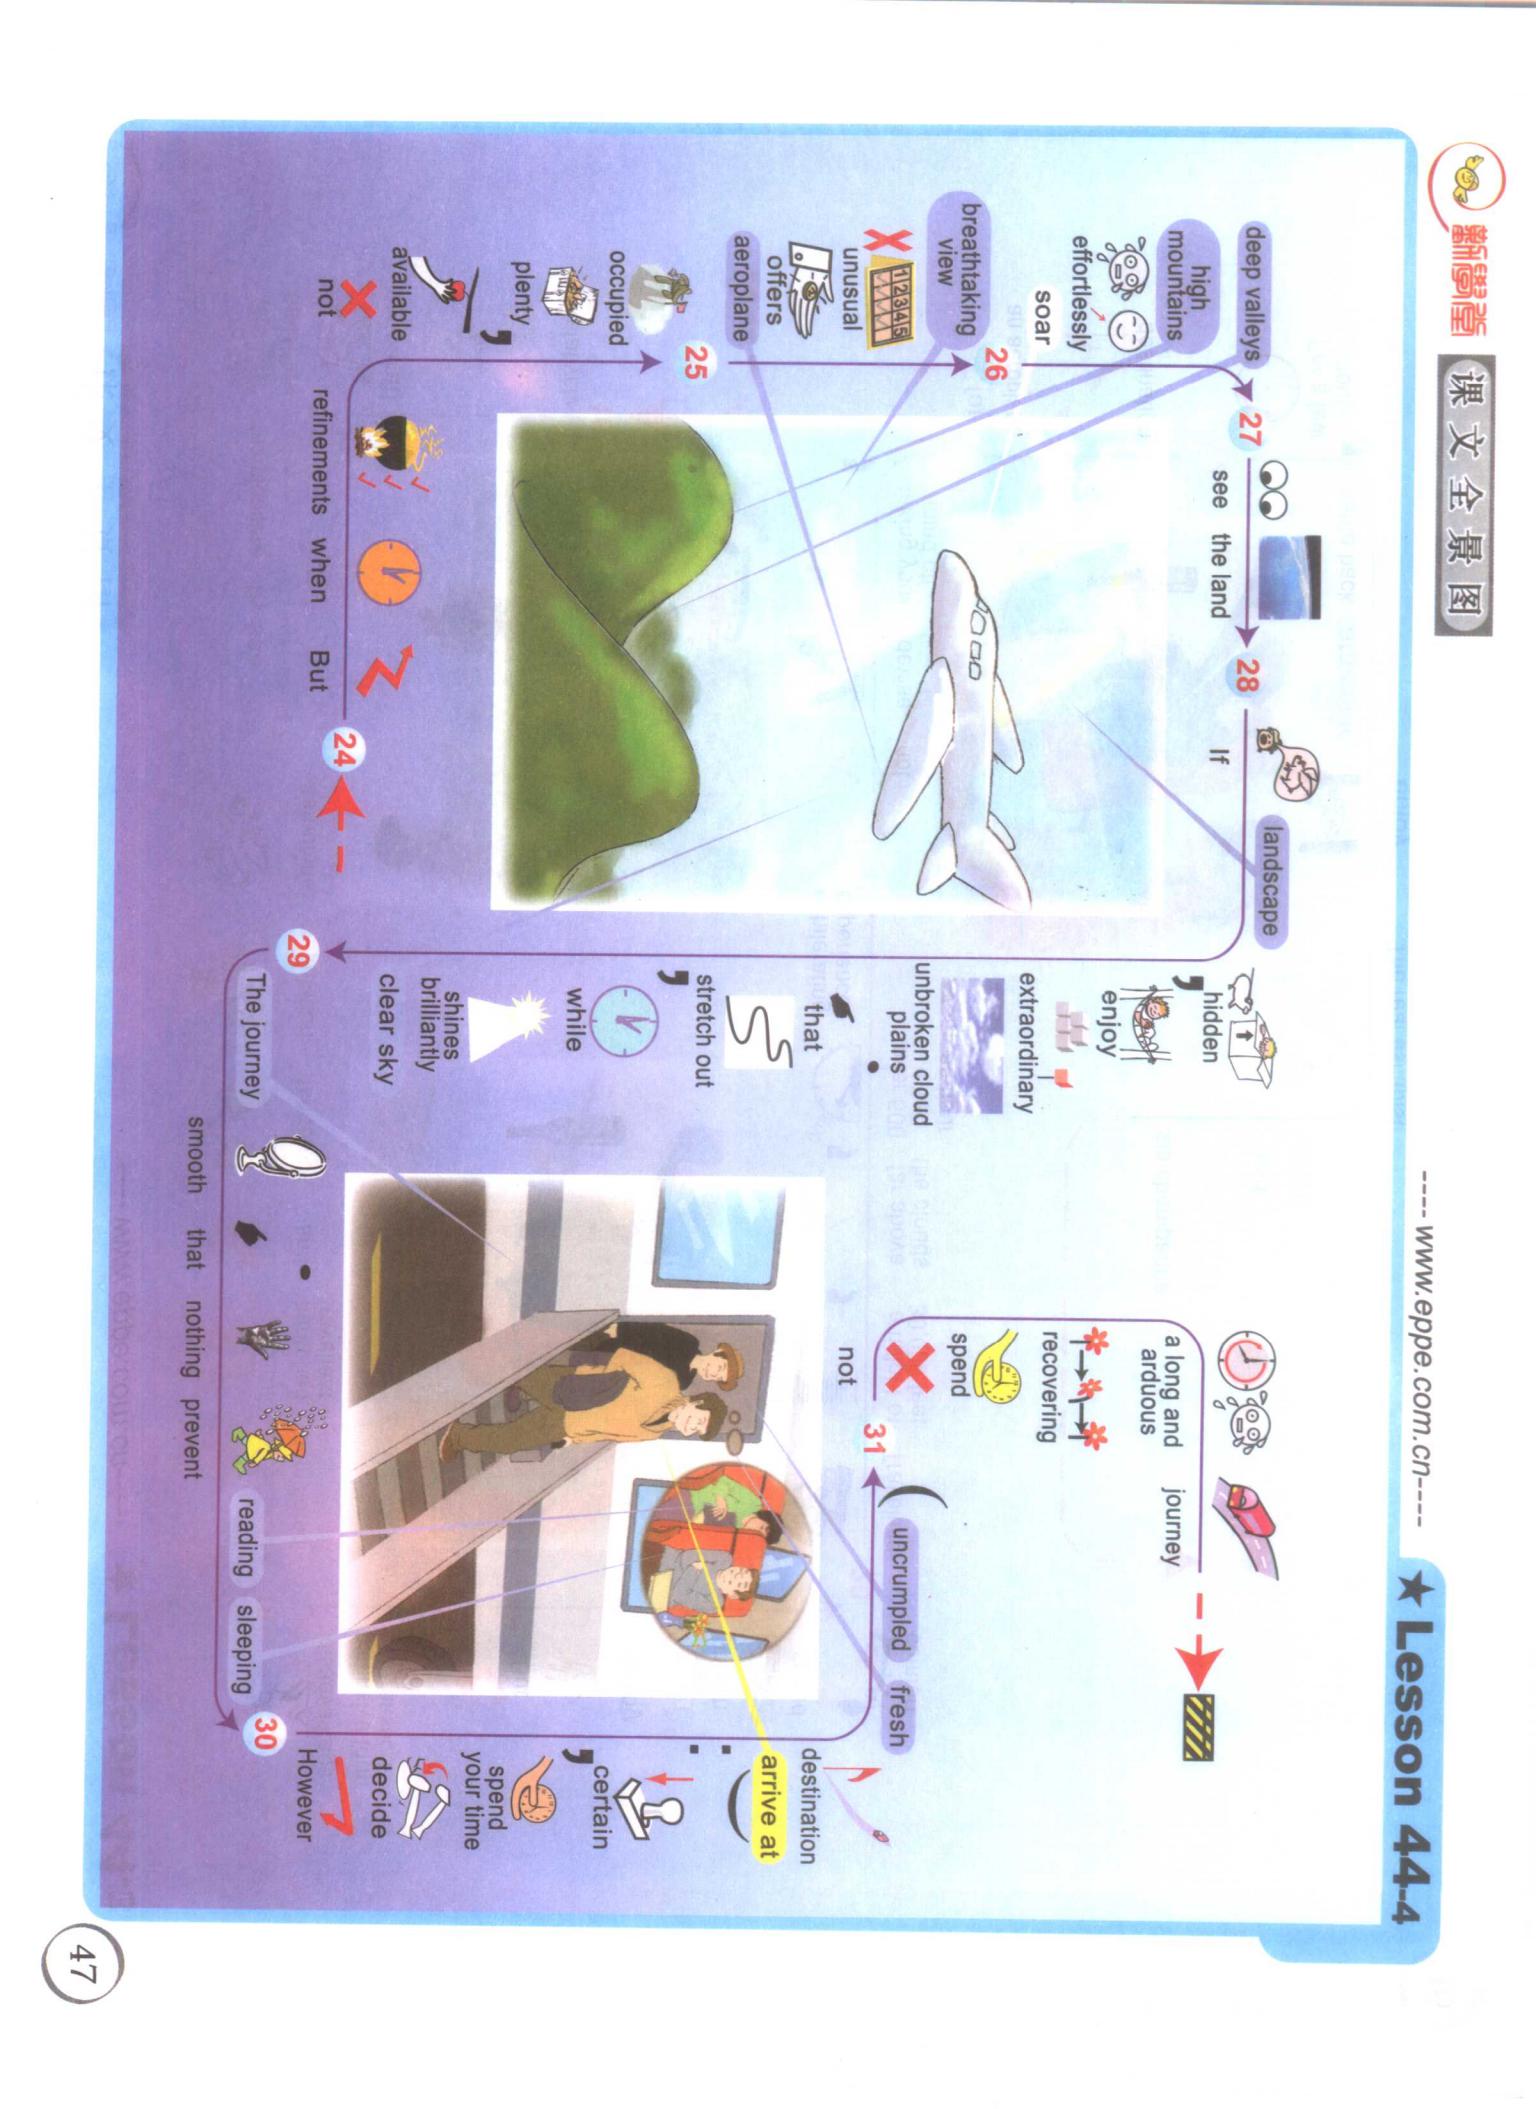 新學堂
课文全景图
----www.eppe.com.cn----
★ Lesson 44-4
24
But
when
refinements
not
available
,
plenty
occupied
25
aeroplane
offers
unusual
12345
breathtaking
view
26
soar
effortlessly
high
mountains
deep valleys
27
see
the land
28
If
landscape
hidden
,
enjoy
extraordinary
unbroken cloud
plains
.
that
stretch out
,
while
shines
brilliantly
clear sky
29
The journey
smooth
that
.
nothing
prevent
reading
sleeping
30
However
decide
spend
your time
,
certain
:
arrive at
destination
(
fresh
uncrumpled
(
31
not
spend
recovering
a long and
arduous
journey
47